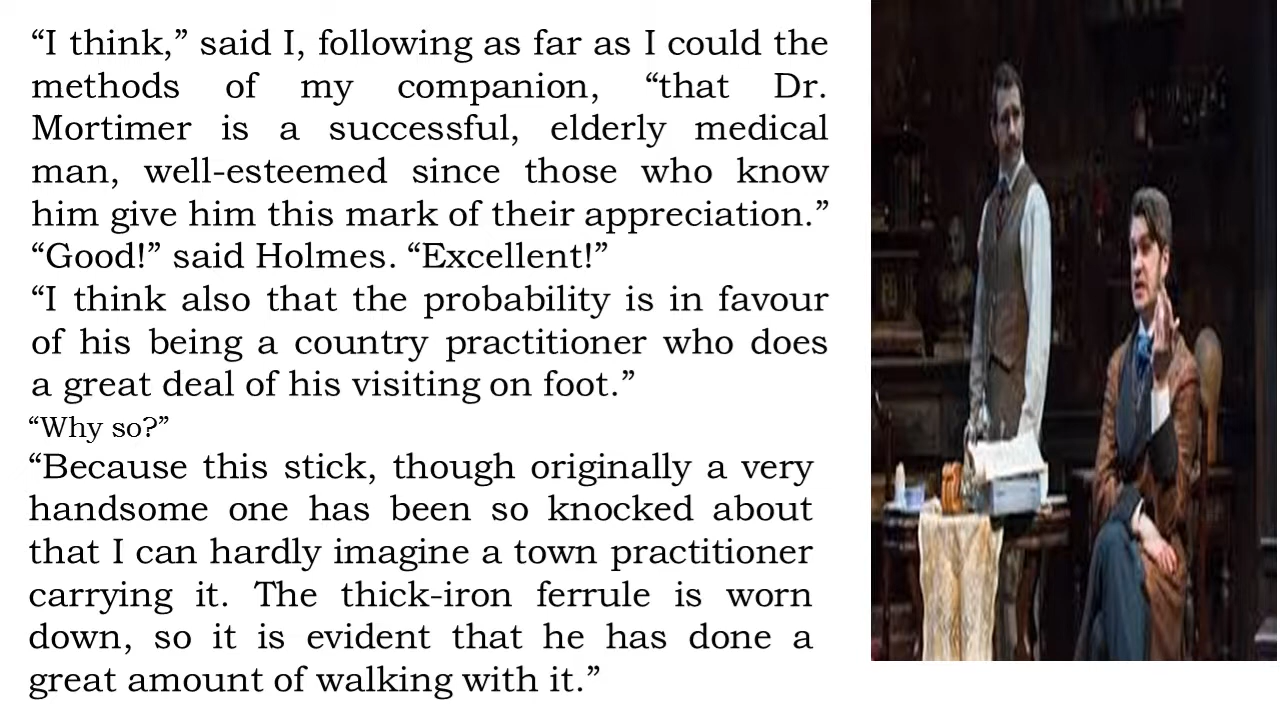 “I think,” said I, following as far as I could the
methods of my companion, “that Dr.
Mortimer is a successful, elderly medical
man, well-esteemed since those who know
him give him this mark of their appreciation.”
“Good!” said Holmes. “Excellent!”
“I think also that the probability is in favour
of his being a country practitioner who does
a great deal of his visiting on foot.”
“Why so?”
“Because this stick, though originally a very
handsome one has been so knocked about
that I can hardly imagine a town practitioner
carrying it. The thick-iron ferrule is worn
down, so it is evident that he has done a
great amount of walking with it.”